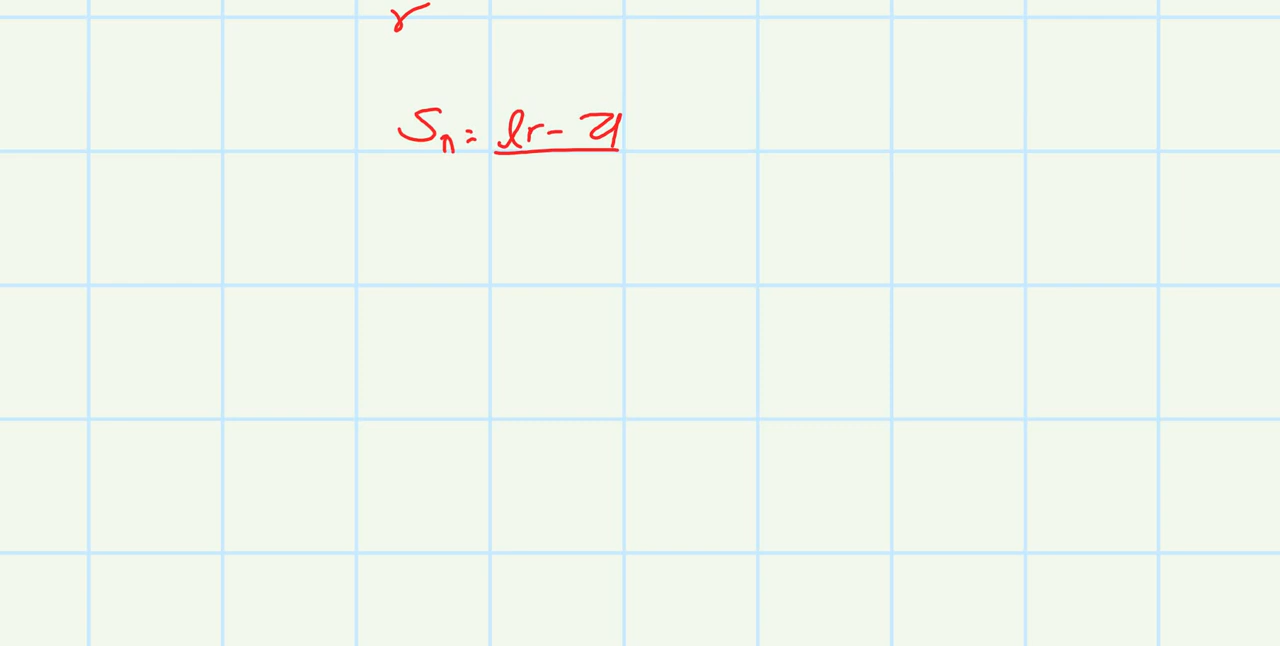 r
Sₙ = lr - a